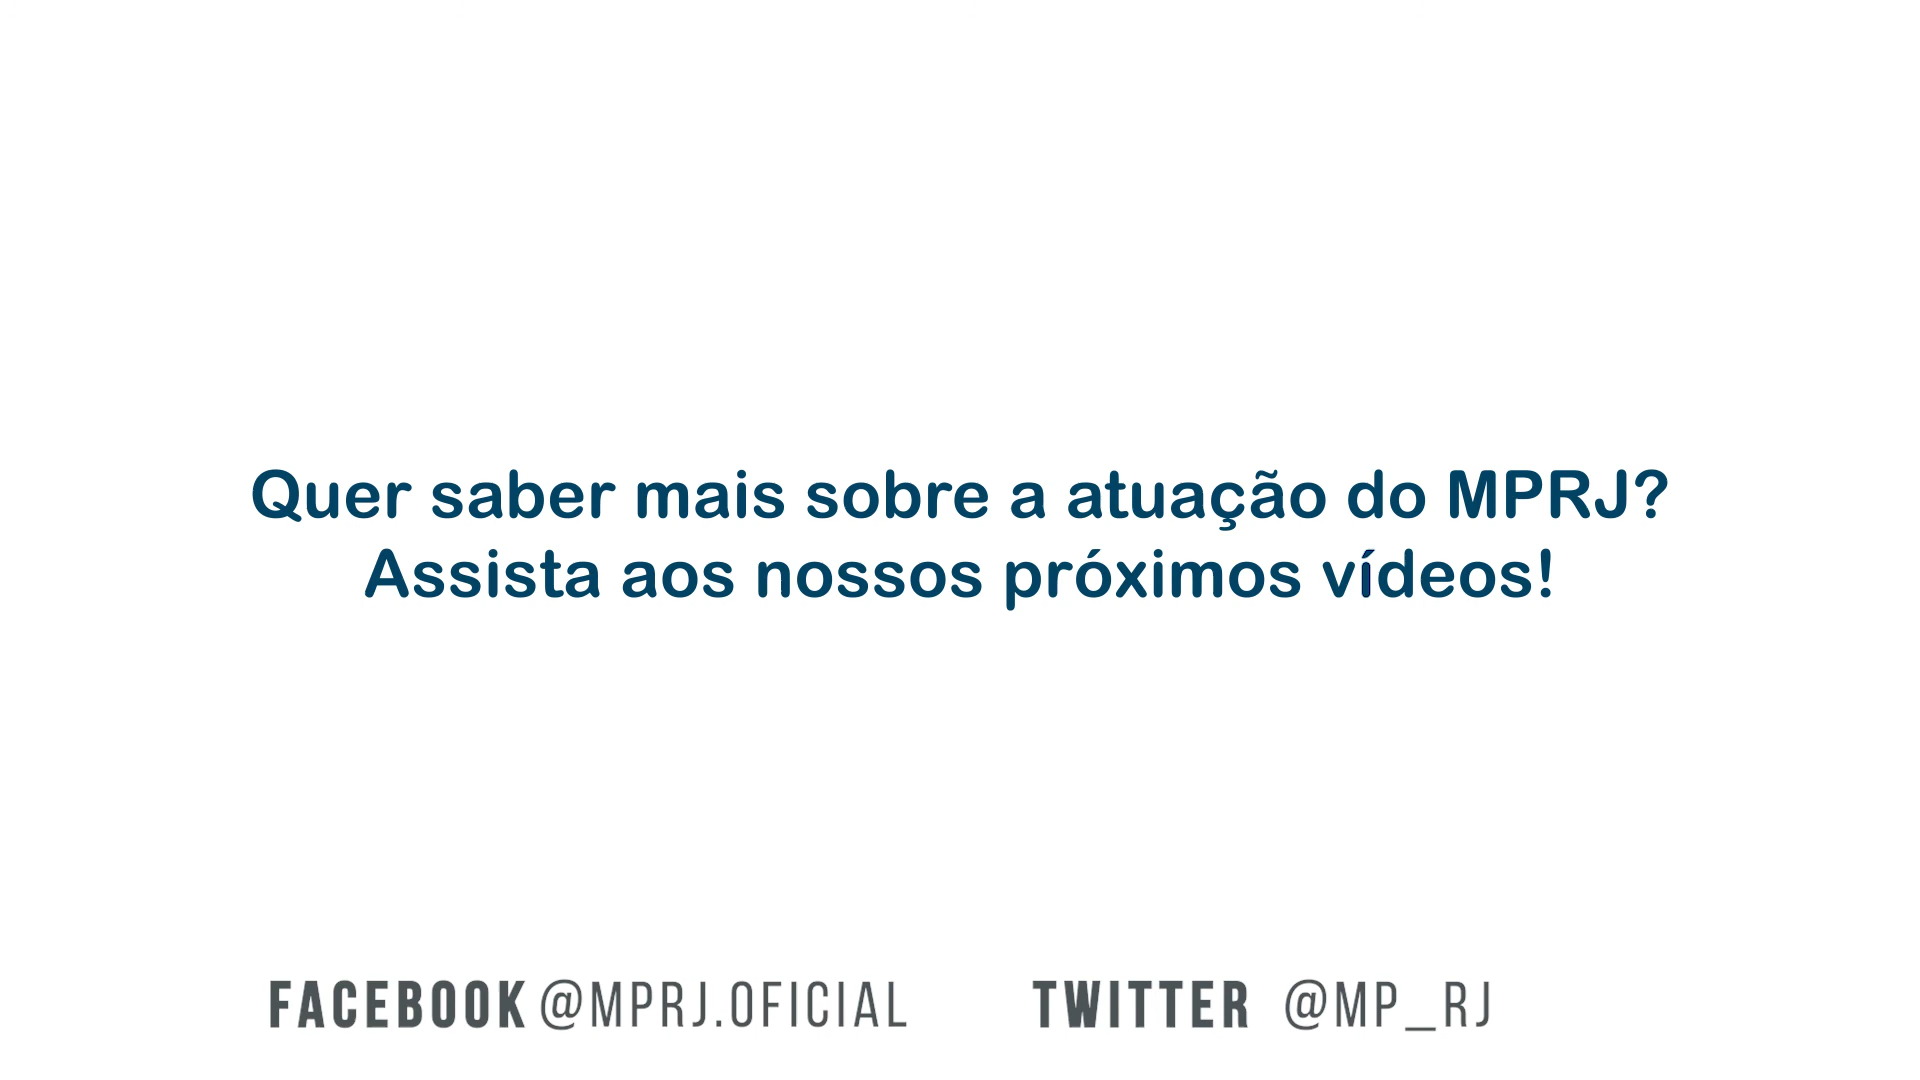 Quer saber mais sobre a atuação do MPRJ?
Assista aos nossos próximos vídeos!
FACEBOOK @MPRJ.OFICIAL TWITTER @MP_RJ